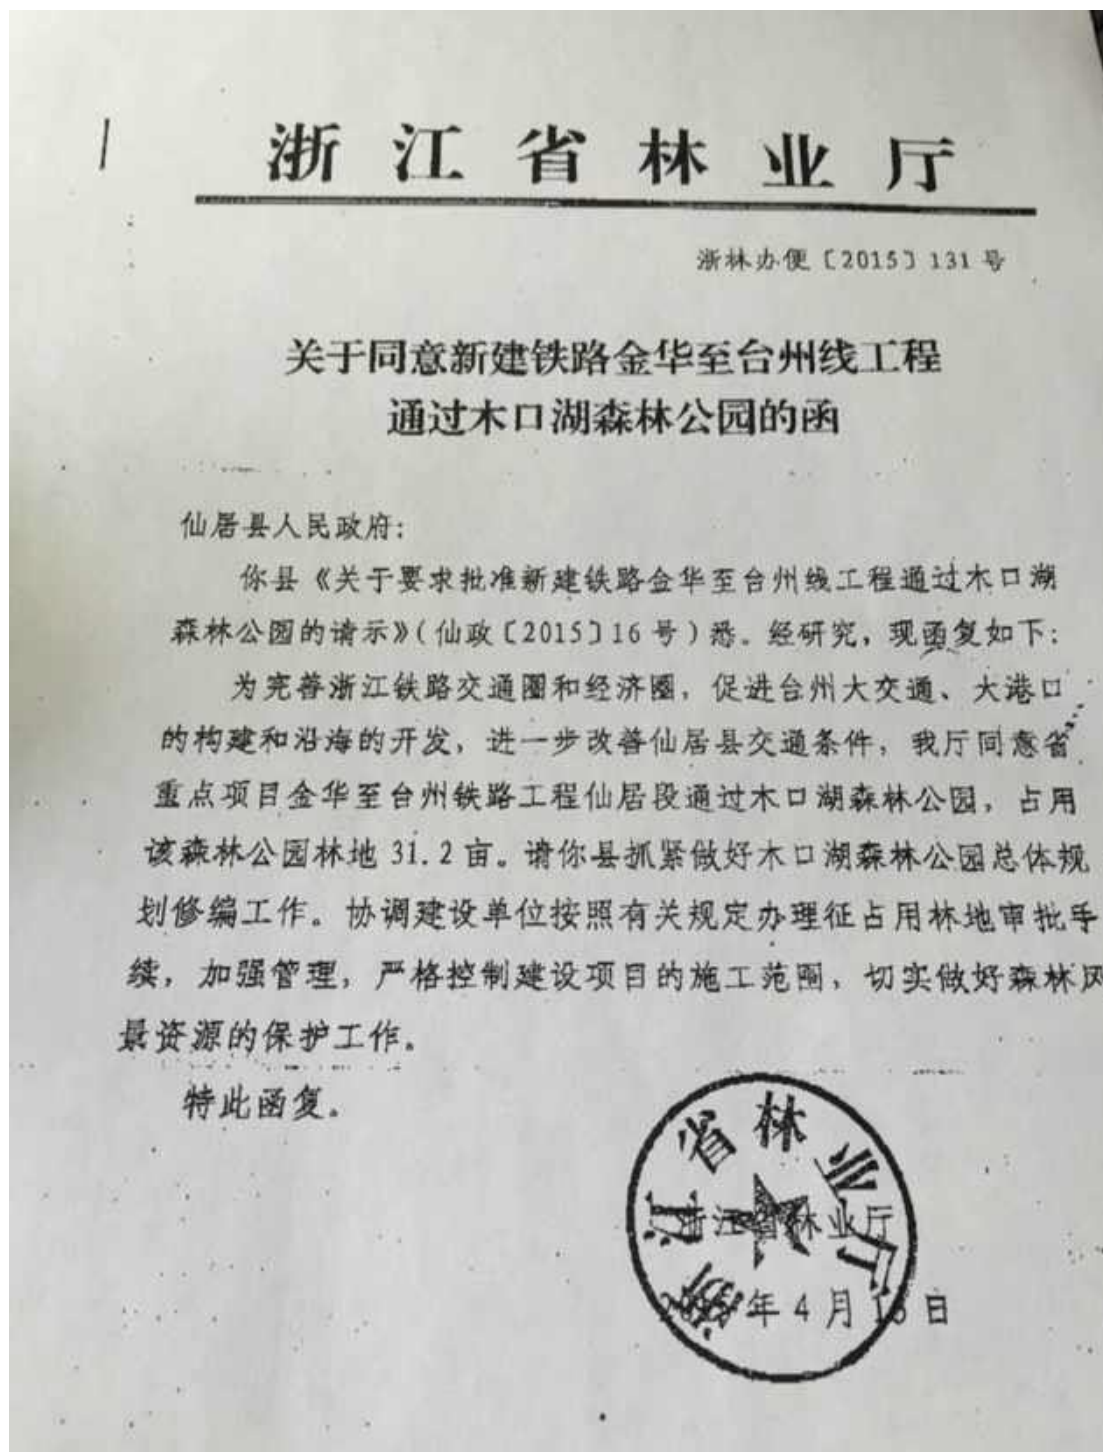 浙江省林业厅
浙林办便〔2015〕131号
关于同意新建铁路金华至台州线工程
通过木口湖森林公园的函
仙居县人民政府:
你县《关于要求批准新建铁路金华至台州线工程通过木口湖
森林公园的请示》(仙政〔2015〕16号)悉。经研究，现函复如下:
为完善浙江铁路交通圈和经济圈，促进台州大交通、大港口
的构建和沿海的开发，进一步改善仙居县交通条件，我厅同意省
重点项目金华至台州铁路工程仙居段通过木口湖森林公园，占用
该森林公园林地31.2亩。请你县抓紧做好木口湖森林公园总体规
划修编工作。协调建设单位按照有关规定办理征占用林地审批手
续，加强管理，严格控制建设项目的施工范围，切实做好森林风
景资源的保护工作。
特此函复。
浙江省林业厅
浙江省林业厅
年4月 日